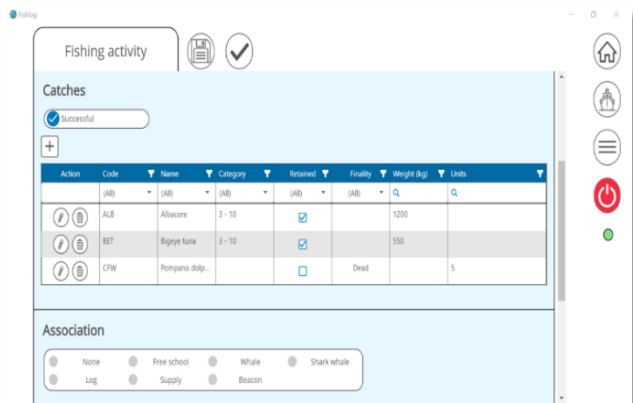 Fishlog
Fishing activity
Catches
Successful
Action Code Name Category Retained Finality Weight (kg) Units
(All) (All) (All) (All) (All)
ALB Albacore 3 - 10 1200
BET Bigeye tuna 3 - 10 550
CFW Pompano dolp... Dead 5
Association
None Free school Whale Shark whale
Log Supply Beacon